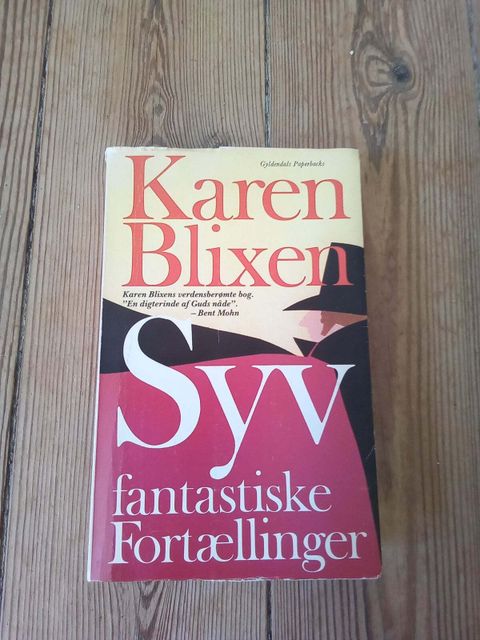 Gyldendals Paperbacks
Karen
Blixen
Karen Blixens verdensberømte bog.
"En digterinde af Guds nåde".
– Bent Mohn
Syv
fantastiske
Fortællinger